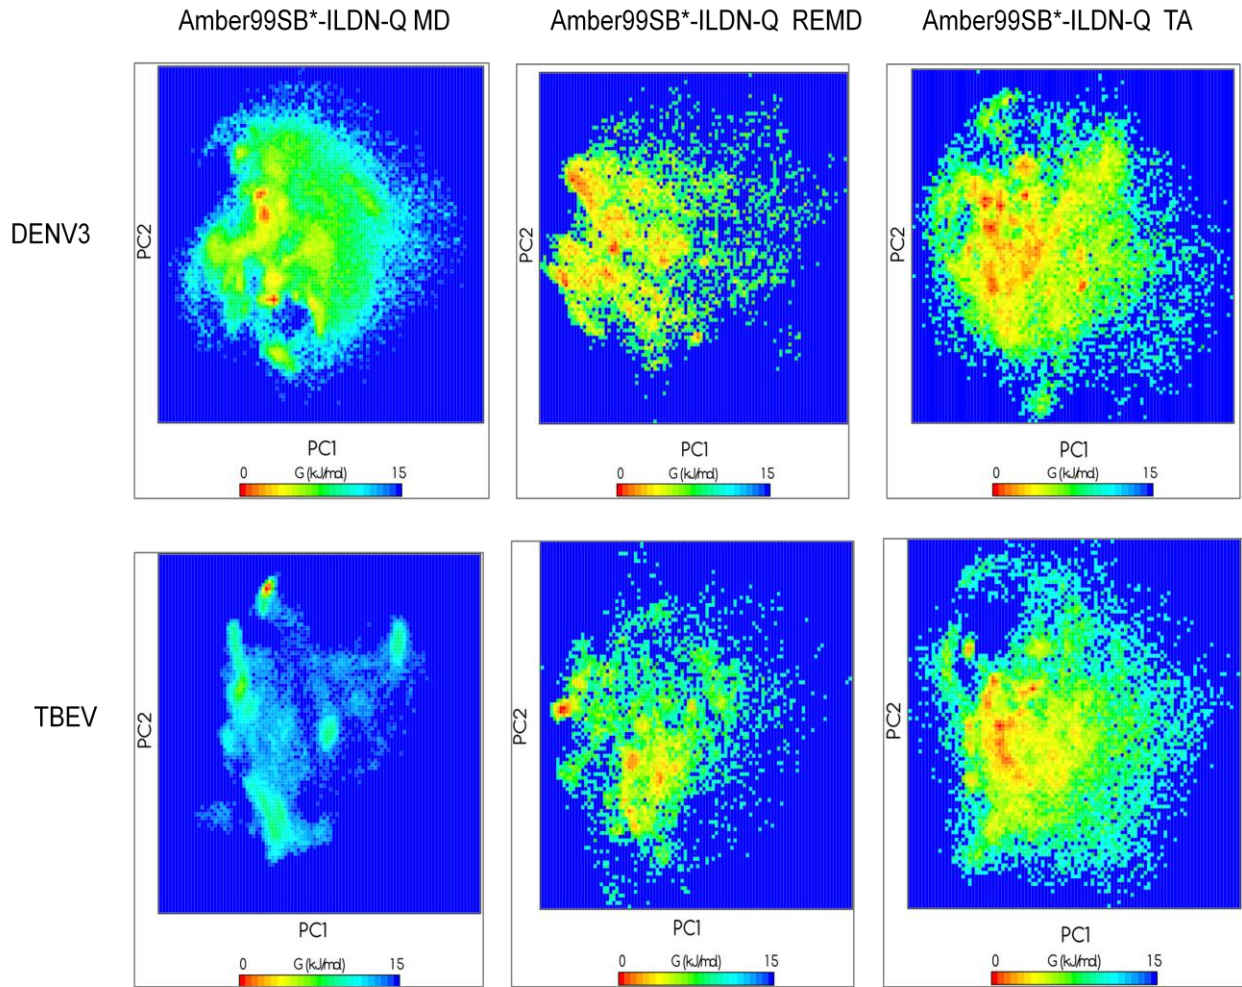 Amber99SB*-ILDN-Q MD
Amber99SB*-ILDN-Q REMD
Amber99SB*-ILDN-Q TA
DENV3
PC2
PC2
PC2
PC1
PC1
PC1
0 G (kJ/mol) 15
0 G (kJ/mol) 15
0 G (kJ/mol) 15
TBEV
PC2
PC2
PC2
PC1
PC1
PC1
0 G (kJ/mol) 15
0 G (kJ/mol) 15
0 G (kJ/mol) 15